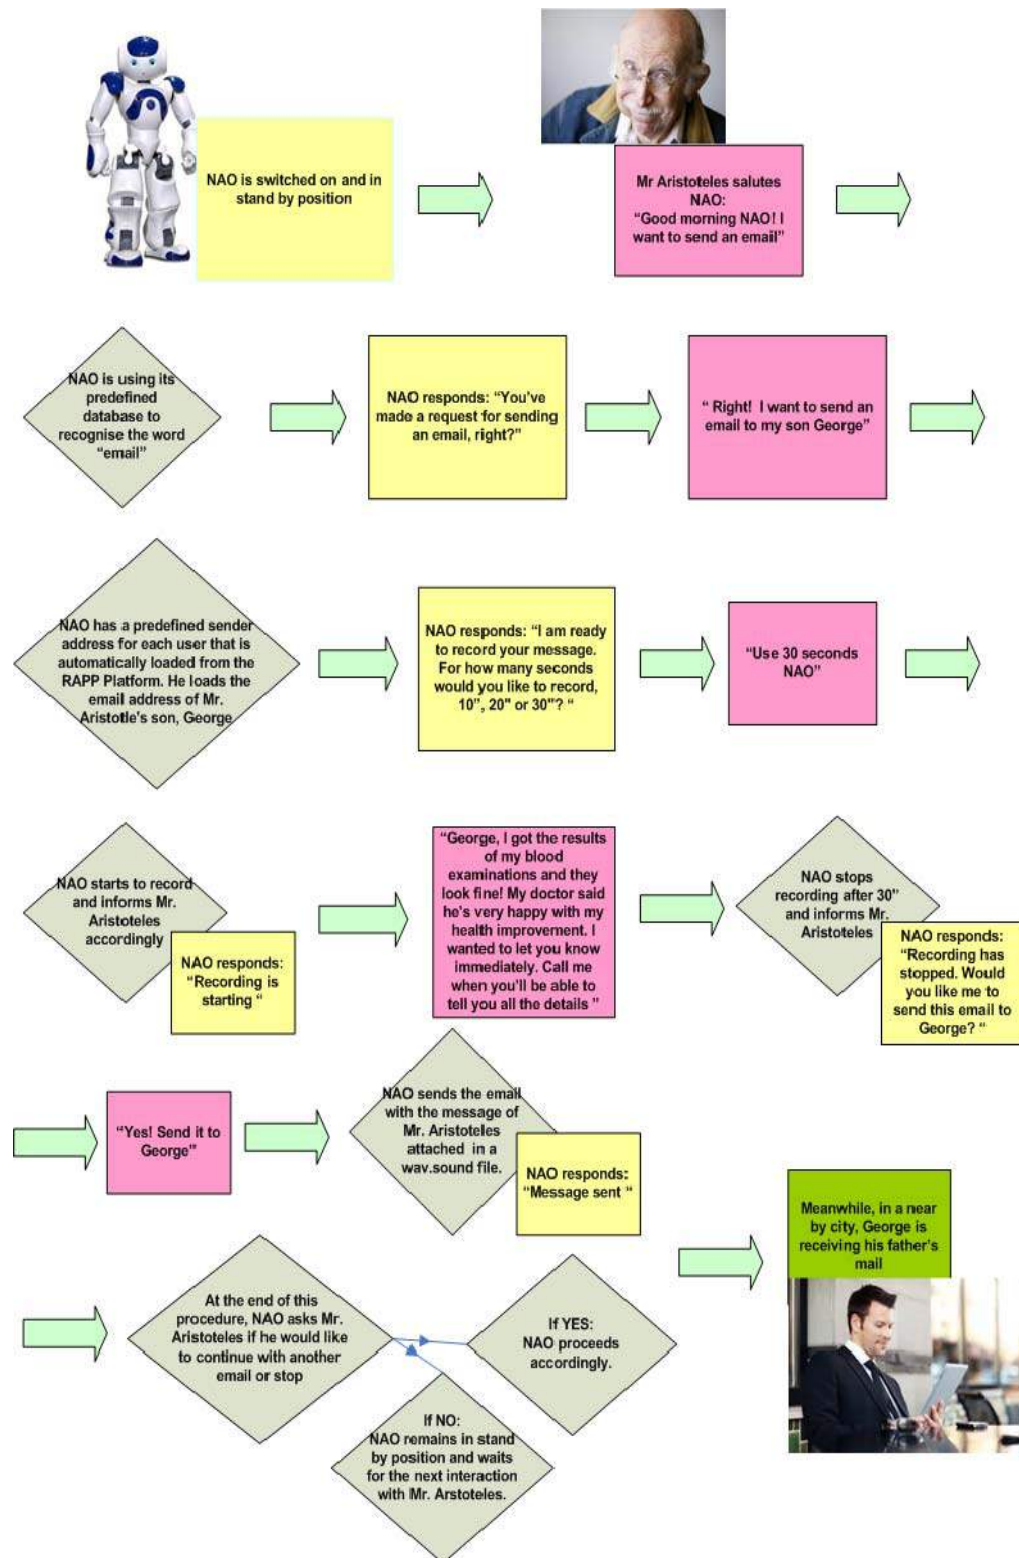 NAO is switched on and in
stand by position
Mr Aristoteles salutes
NAO:
“Good morning NAO! I
want to send an email”
NAO is using its
predefined
database to
recognise the word
“email”
NAO responds: “You’ve
made a request for sending
an email, right?”
“ Right!  I want to send an
email to my son George”
NAO has a predefined sender
address for each user that is
automatically loaded from the
RAPP Platform. He loads the
email address of Mr.
Aristotle's son, George
NAO responds: “I am ready
to record your message.
For how many seconds
would you like to record,
10”, 20" or 30"? “
“Use 30 seconds
NAO”
NAO starts to record
and informs Mr.
Aristoteles
accordingly
NAO responds:
“Recording is
starting “
“George, I got the results
of my blood
examinations and they
look fine! My doctor said
he’s very happy with my
health improvement. I
wanted to let you know
immediately. Call me
when you’ll be able to
tell you all the details ”
NAO stops
recording after 30”
and informs Mr.
Aristoteles
NAO responds:
“Recording has
stopped. Would
you like me to
send this email to
George? “
“Yes! Send it to
George”
NAO sends the email
with the message of
Mr. Aristoteles
attached  in a
wav.sound file.
NAO responds:
“Message sent “
Meanwhile, in a near
by city, George is
receiving his father’s
mail
At the end of this
procedure, NAO asks Mr.
Aristoteles if he would like
to continue with another
email or stop
If YES:
NAO proceeds
accordingly.
If NO:
NAO remains in stand
by position and waits
for the next interaction
with Mr. Arstoteles.